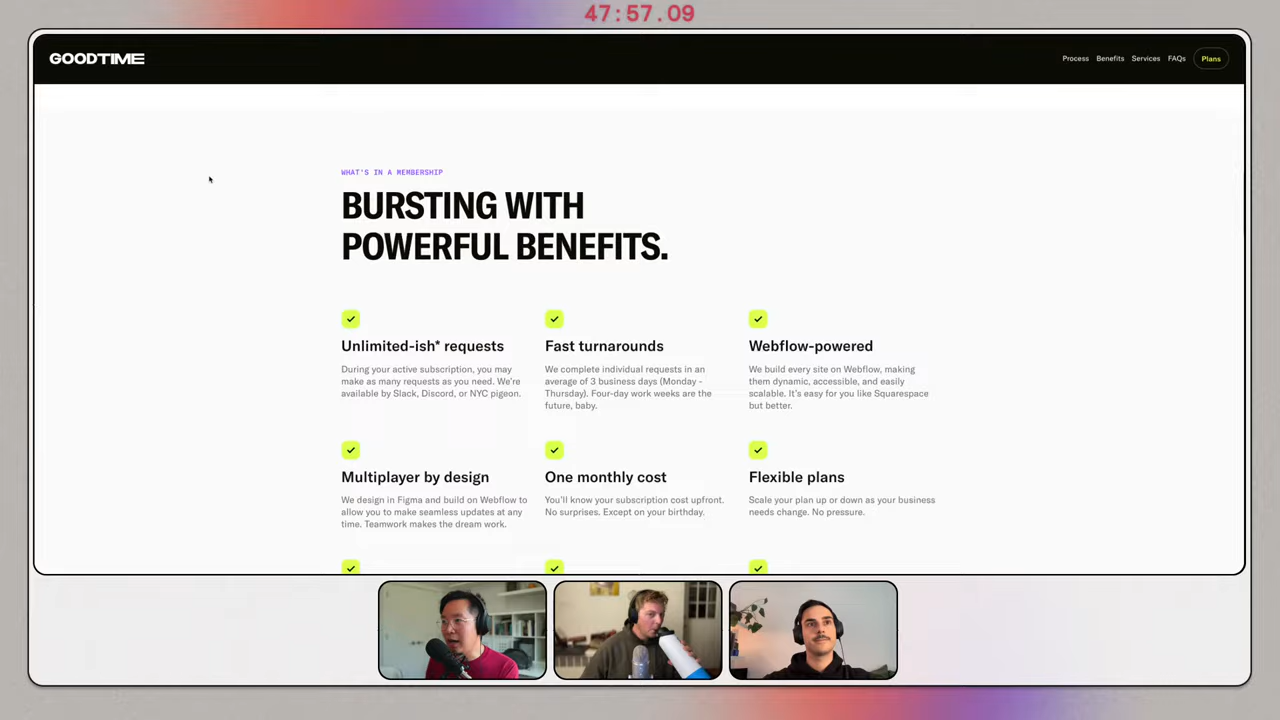 47:57.09
GOODTIME
Process Benefits Services FAQs Plans
WHAT'S IN A MEMBERSHIP
BURSTING WITH
POWERFUL BENEFITS.
Unlimited-ish* requests
During your active subscription, you may
make as many requests as you need. We're
available by Slack, Discord, or NYC pigeon.
Fast turnarounds
We complete individual requests in an
average of 3 business days (Monday -
Thursday). Four-day work weeks are the
future, baby.
Webflow-powered
We build every site on Webflow, making
them dynamic, accessible, and easily
scalable. It's easy for you like Squarespace
but better.
Multiplayer by design
We design in Figma and build on Webflow to
allow you to make seamless updates at any
time. Teamwork makes the dream work.
One monthly cost
You'll know your subscription cost upfront.
No surprises. Except on your birthday.
Flexible plans
Scale your plan up or down as your business
needs change. No pressure.